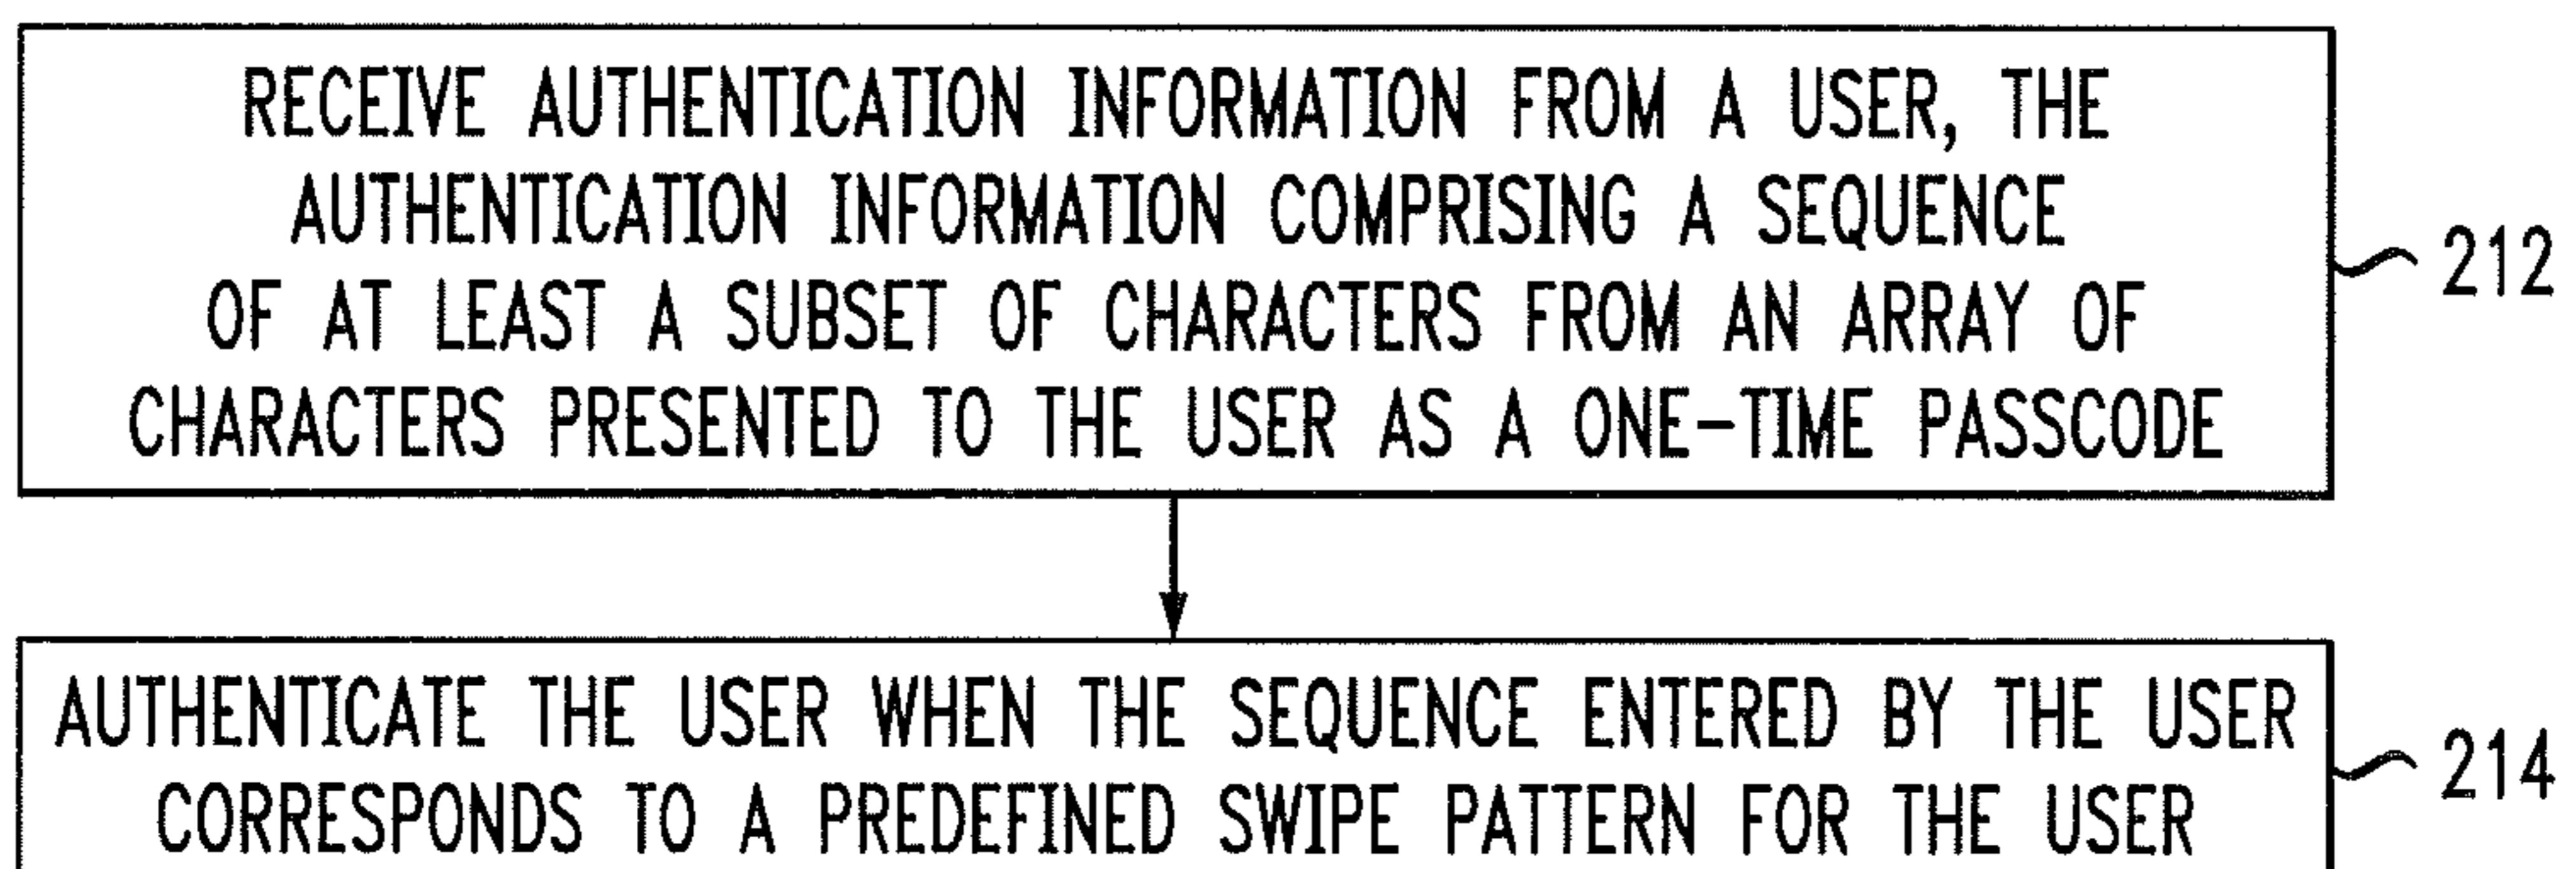 RECEIVE AUTHENTICATION INFORMATION FROM A USER, THE
AUTHENTICATION INFORMATION COMPRISING A SEQUENCE
OF AT LEAST A SUBSET OF CHARACTERS FROM AN ARRAY OF
CHARACTERS PRESENTED TO THE USER AS A ONE-TIME PASSCODE
212
AUTHENTICATE THE USER WHEN THE SEQUENCE ENTERED BY THE USER
CORRESPONDS TO A PREDEFINED SWIPE PATTERN FOR THE USER
214